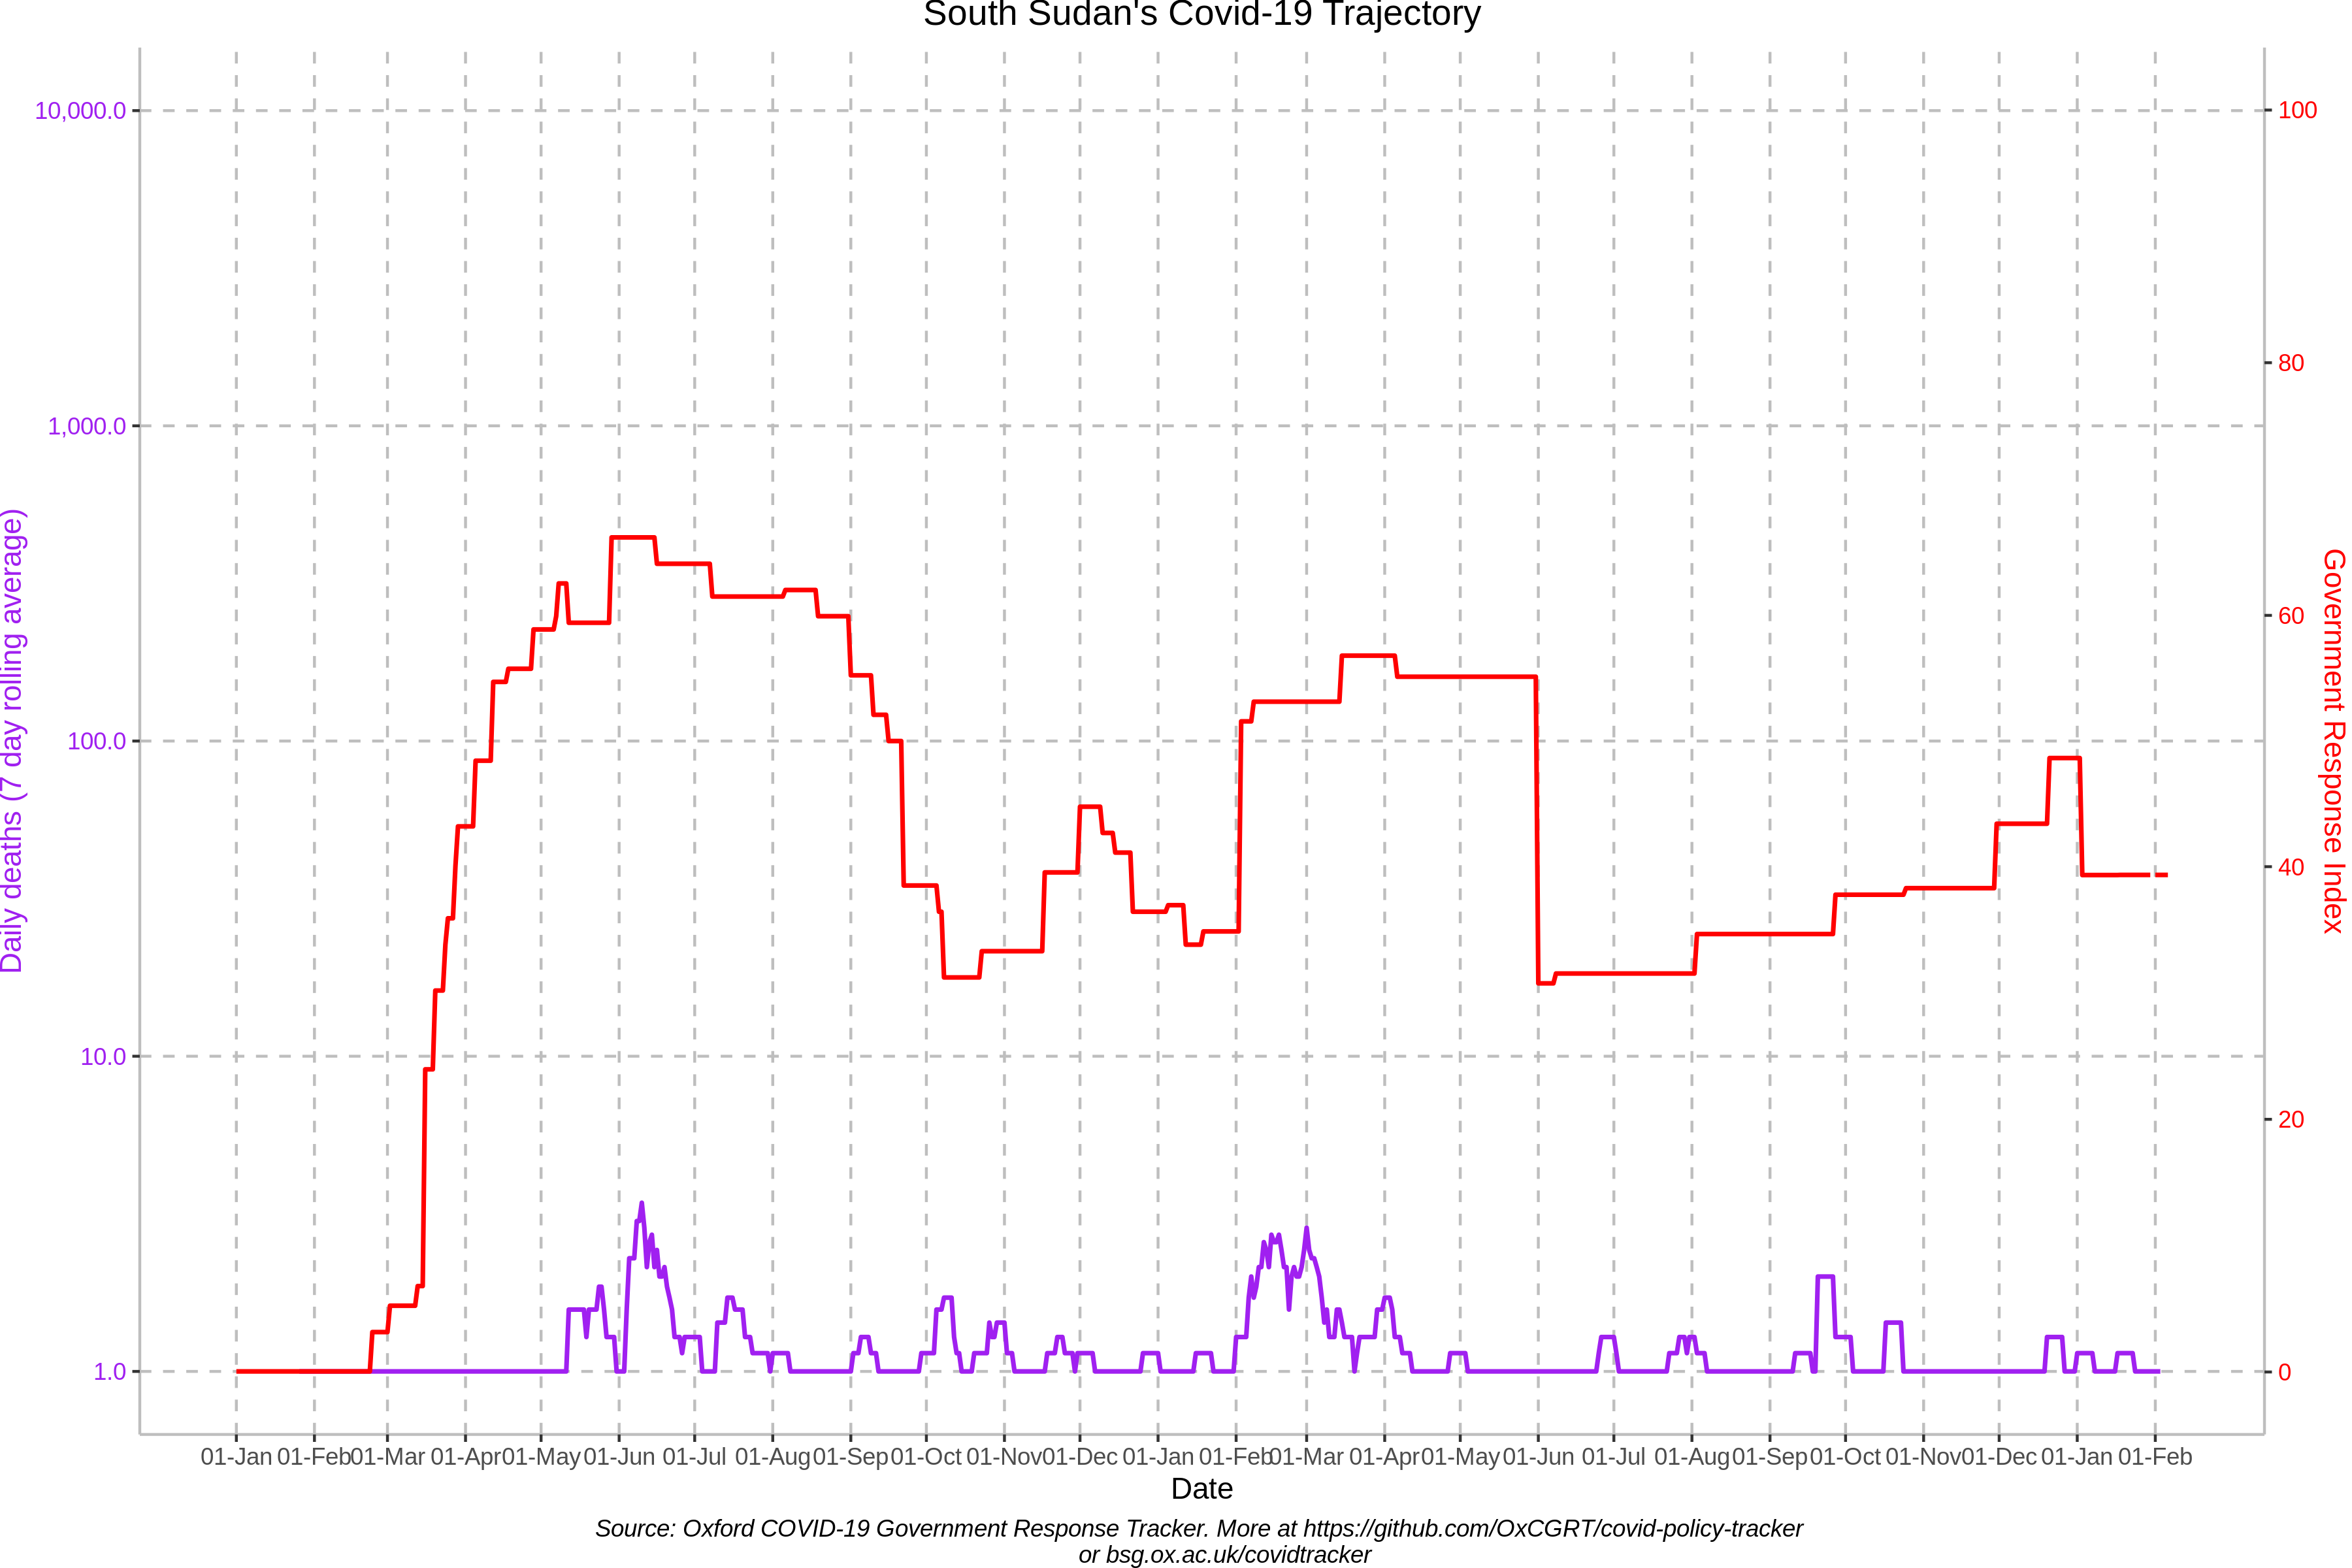 South Sudan's Covid-19 Trajectory
10,000.0
1,000.0
100.0
10.0
1.0
Daily deaths (7 day rolling average)
100
80
60
40
20
0
Government Response Index
01-Jan 01-Feb 01-Mar 01-Apr 01-May 01-Jun 01-Jul 01-Aug 01-Sep 01-Oct 01-Nov 01-Dec 01-Jan 01-Feb 01-Mar 01-Apr 01-May 01-Jun 01-Jul 01-Aug 01-Sep 01-Oct 01-Nov 01-Dec 01-Jan 01-Feb
Date
Source: Oxford COVID-19 Government Response Tracker. More at https://github.com/OxCGRT/covid-policy-tracker
or bsg.ox.ac.uk/covidtracker